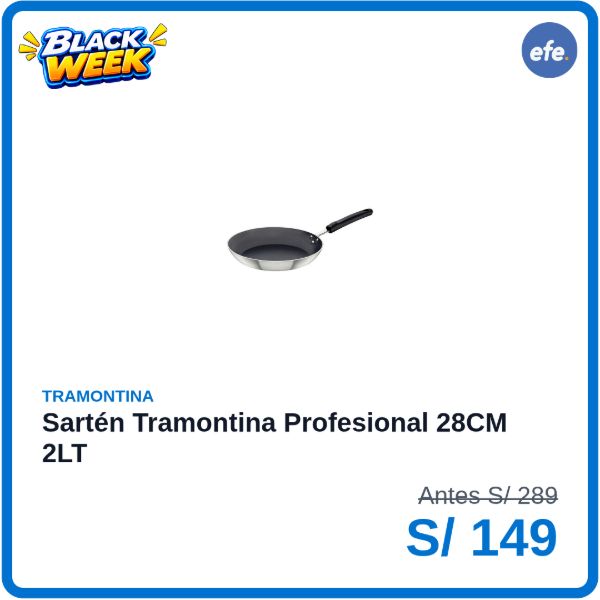 BLACK
WEEK
efe.
TRAMONTINA
Sartén Tramontina Profesional 28CM
2LT
Antes S/ 289
S/ 149